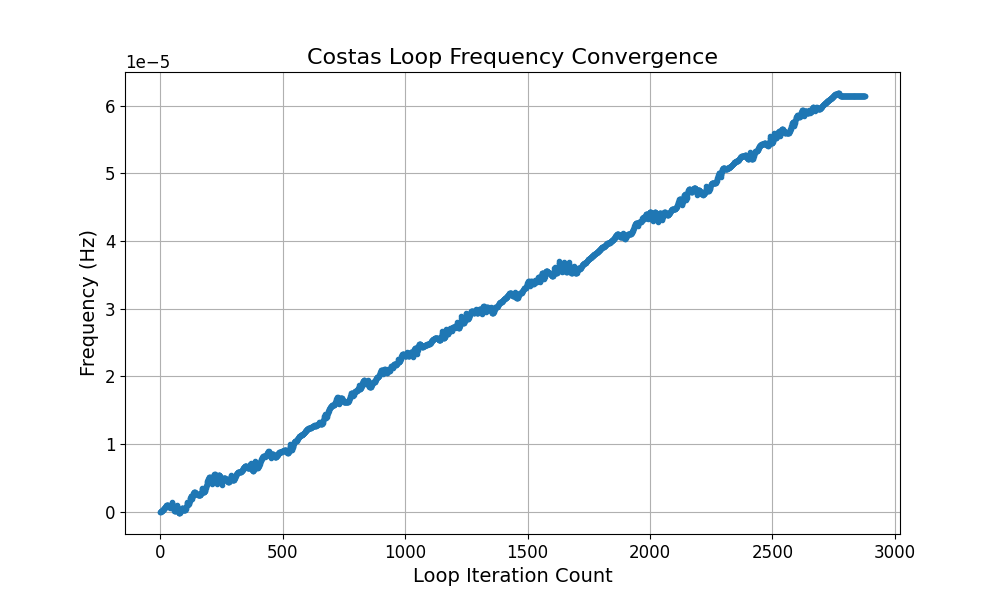 Costas Loop Frequency Convergence
1e−5
6
5
4
3
2
1
0
Frequency (Hz)
0 500 1000 1500 2000 2500 3000
Loop Iteration Count